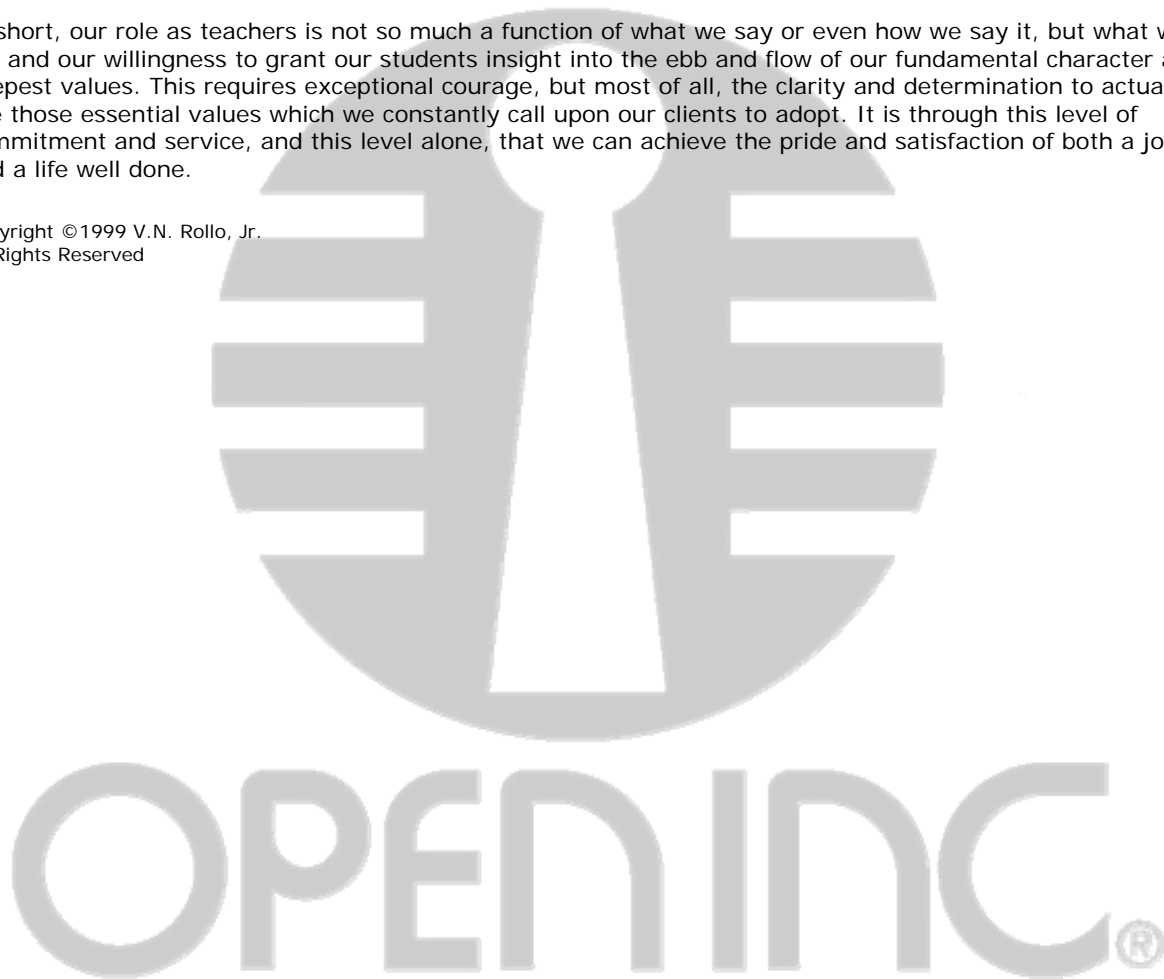 short, our role as teachers is not so much a function of what we say or even how we say it, but what w
and our willingness to grant our students insight into the ebb and flow of our fundamental character a
epest values. This requires exceptional courage, but most of all, the clarity and determination to actua
e those essential values which we constantly call upon our clients to adopt. It is through this level of
mmitment and service, and this level alone, that we can achieve the pride and satisfaction of both a jo
d a life well done.
yright ©1999 V.N. Rollo, Jr.
Rights Reserved
OPEN INC.®